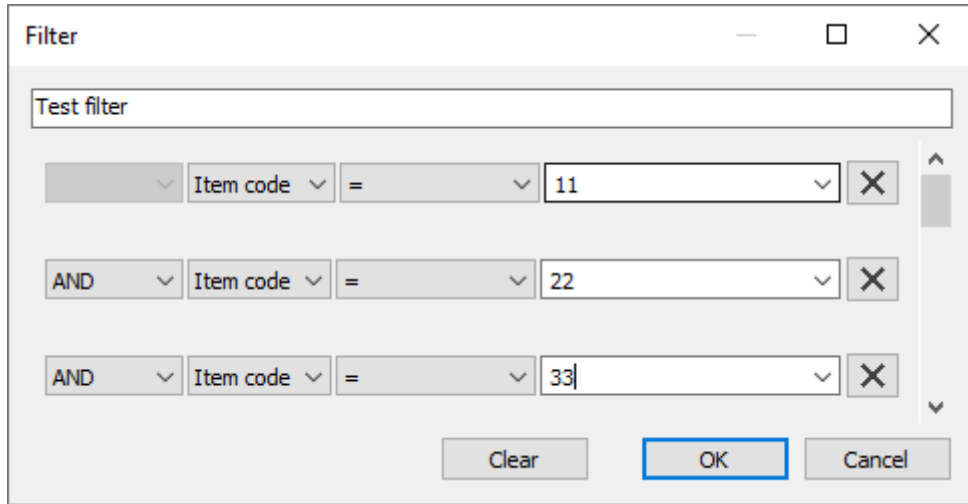 Filter
Test filter
Item code = 11
AND Item code = 22
AND Item code = 33
Clear OK Cancel